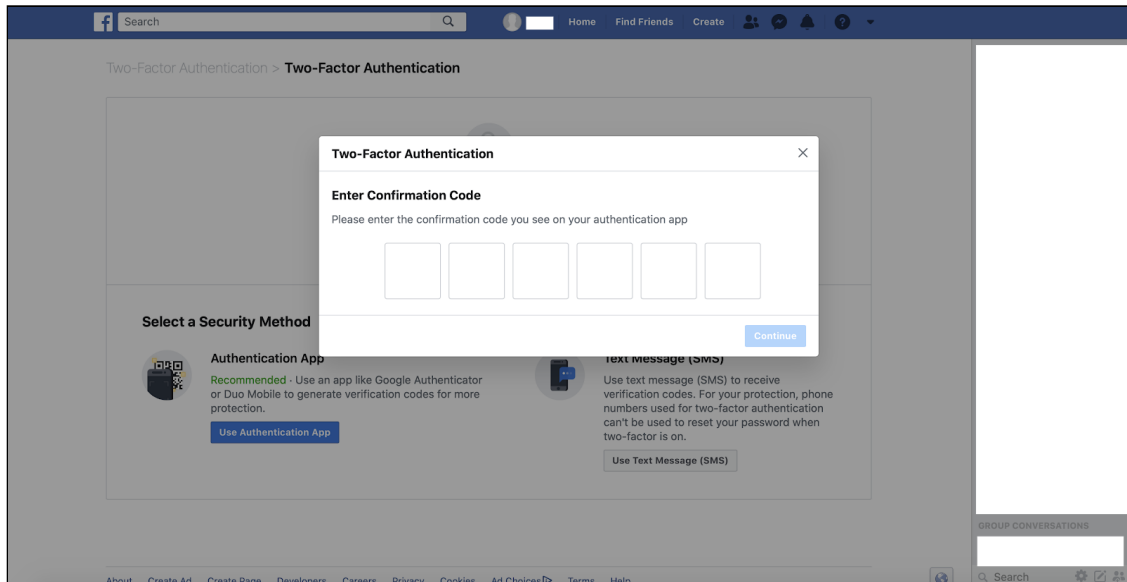 f
Search
Home Find Friends Create
Two-Factor Authentication > Two-Factor Authentication
Two-Factor Authentication
Enter Confirmation Code
Please enter the confirmation code you see on your authentication app
Continue
Select a Security Method
Authentication App
Recommended · Use an app like Google Authenticator
or Duo Mobile to generate verification codes for more
protection.
Use Authentication App
Text Message (SMS)
Use text message (SMS) to receive
verification codes. For your protection, phone
numbers used for two-factor authentication
can't be used to reset your password when
two-factor is on.
Use Text Message (SMS)
GROUP CONVERSATIONS
About Create Ad Create Page Developers Careers Privacy Cookies Ad Choices Terms Help
Search